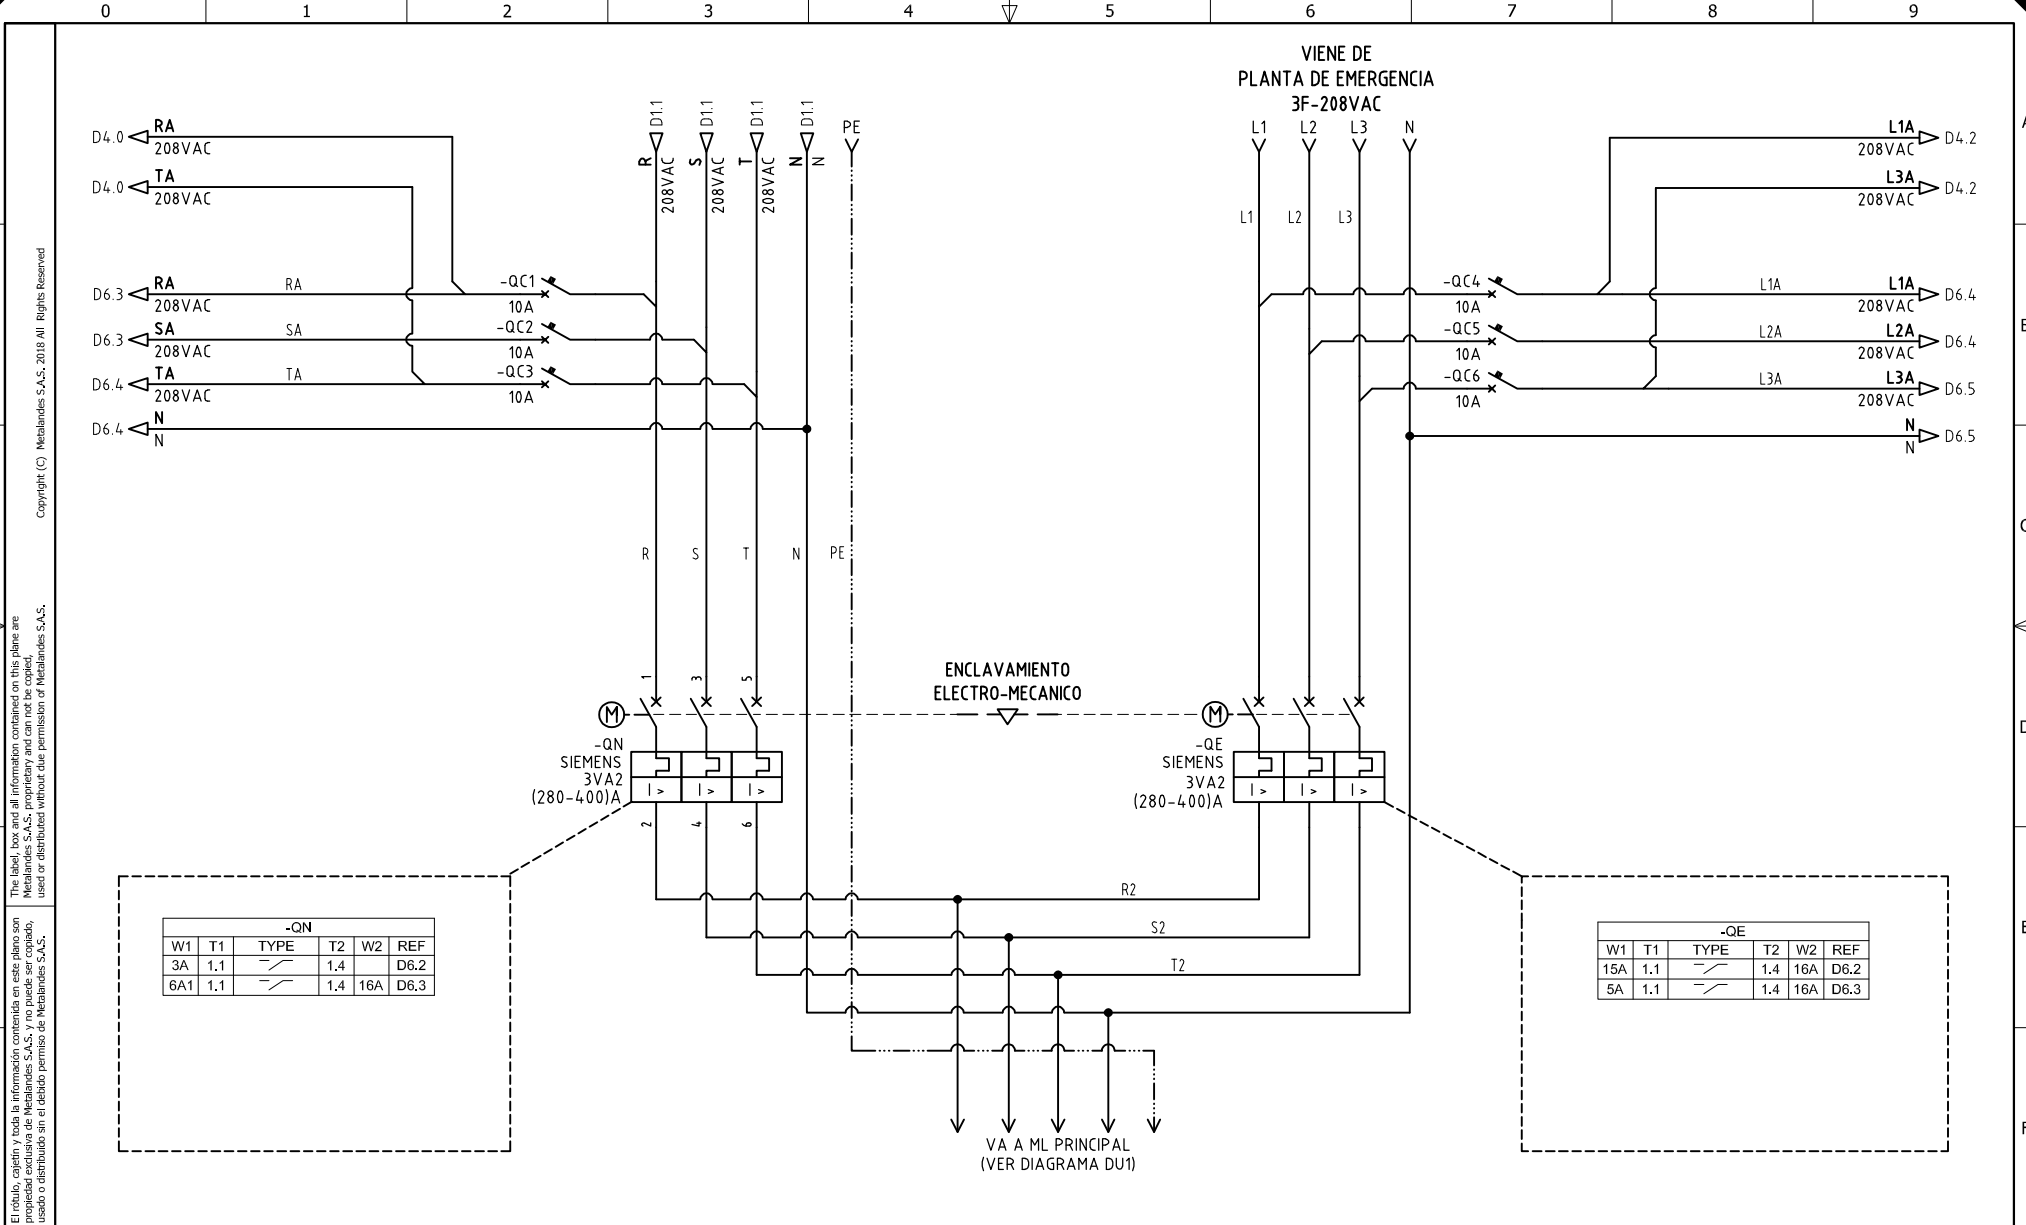 0 1 2 3 4 5 6 7 8 9
VIENE DE
PLANTA DE EMERGENCIA
3F-208VAC
D4.0 RA
208VAC
D4.0 TA
208VAC
D6.3 RA
208VAC
RA
-QC1
10A
D6.3 SA
208VAC
SA
-QC2
10A
D6.4 TA
208VAC
TA
-QC3
10A
D6.4 N
N
D1.1 D1.1 D1.1 D1.1 PE
R S T N N
208VAC 208VAC 208VAC
R S T N PE
L1 L2 L3 N
L1 L2 L3
L1A D4.2
208VAC
L3A D4.2
208VAC
-QC4
10A
L1A
L1A D6.4
208VAC
-QC5
10A
L2A
L2A D6.4
208VAC
-QC6
10A
L3A
L3A D6.5
208VAC
N D6.5
N
A
B
C
D
E
F
ENCLAVAMIENTO
ELECTRO-MECANICO
1 3 5
M
-QN
SIEMENS
3VA2
(280-400)A
I > I > I >
2 4 6
M
-QE
SIEMENS
3VA2
(280-400)A
I > I > I >
R2
S2
T2
-QN
W1 T1 TYPE T2 W2 REF
3A 1.1 1.4 D6.2
6A1 1.1 1.4 16A D6.3
-QE
W1 T1 TYPE T2 W2 REF
15A 1.1 1.4 16A D6.2
5A 1.1 1.4 16A D6.3
VA A ML PRINCIPAL
(VER DIAGRAMA DU1)
Copyright (C) Metalandes S.A.S. 2018 All Rights Reserved
The label, box and all information contained on this plane are
Metalandes S.A.S. proprietary and can not be copied,
used or distributed without due permission of Metalandes S.A.S.
El rótulo, cajetín y toda la información contenida en este plano son
propiedad exclusiva de Metalandes S.A.S. y no puede ser copiado,
usado o distribuido sin el debido permiso de Metalandes S.A.S.